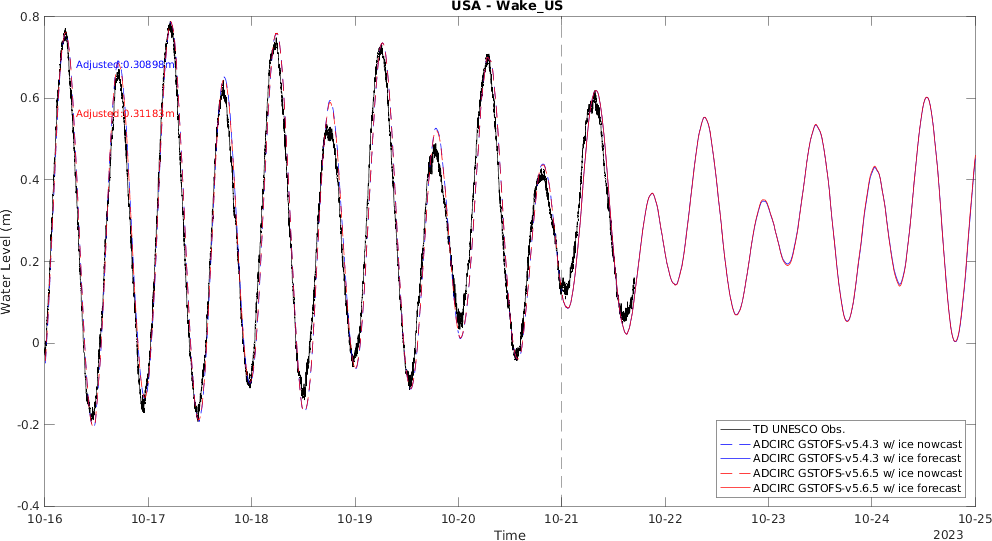 USA - Wake_US
0.8
0.6
0.4
0.2
0
-0.2
-0.4
Water Level (m)
Adjusted:0.30898m
Adjusted:0.31183m
TD UNESCO Obs.
ADCIRC GSTOFS-v5.4.3 w/ ice nowcast
ADCIRC GSTOFS-v5.4.3 w/ ice forecast
ADCIRC GSTOFS-v5.6.5 w/ ice nowcast
ADCIRC GSTOFS-v5.6.5 w/ ice forecast
10-16 10-17 10-18 10-19 10-20 10-21 10-22 10-23 10-24 10-25
Time
2023